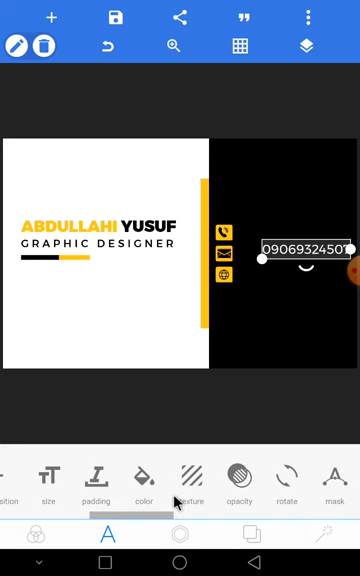 ABDULLAHI YUSUF
GRAPHIC DESIGNER
09069324507
sition size padding color texture opacity rotate mask